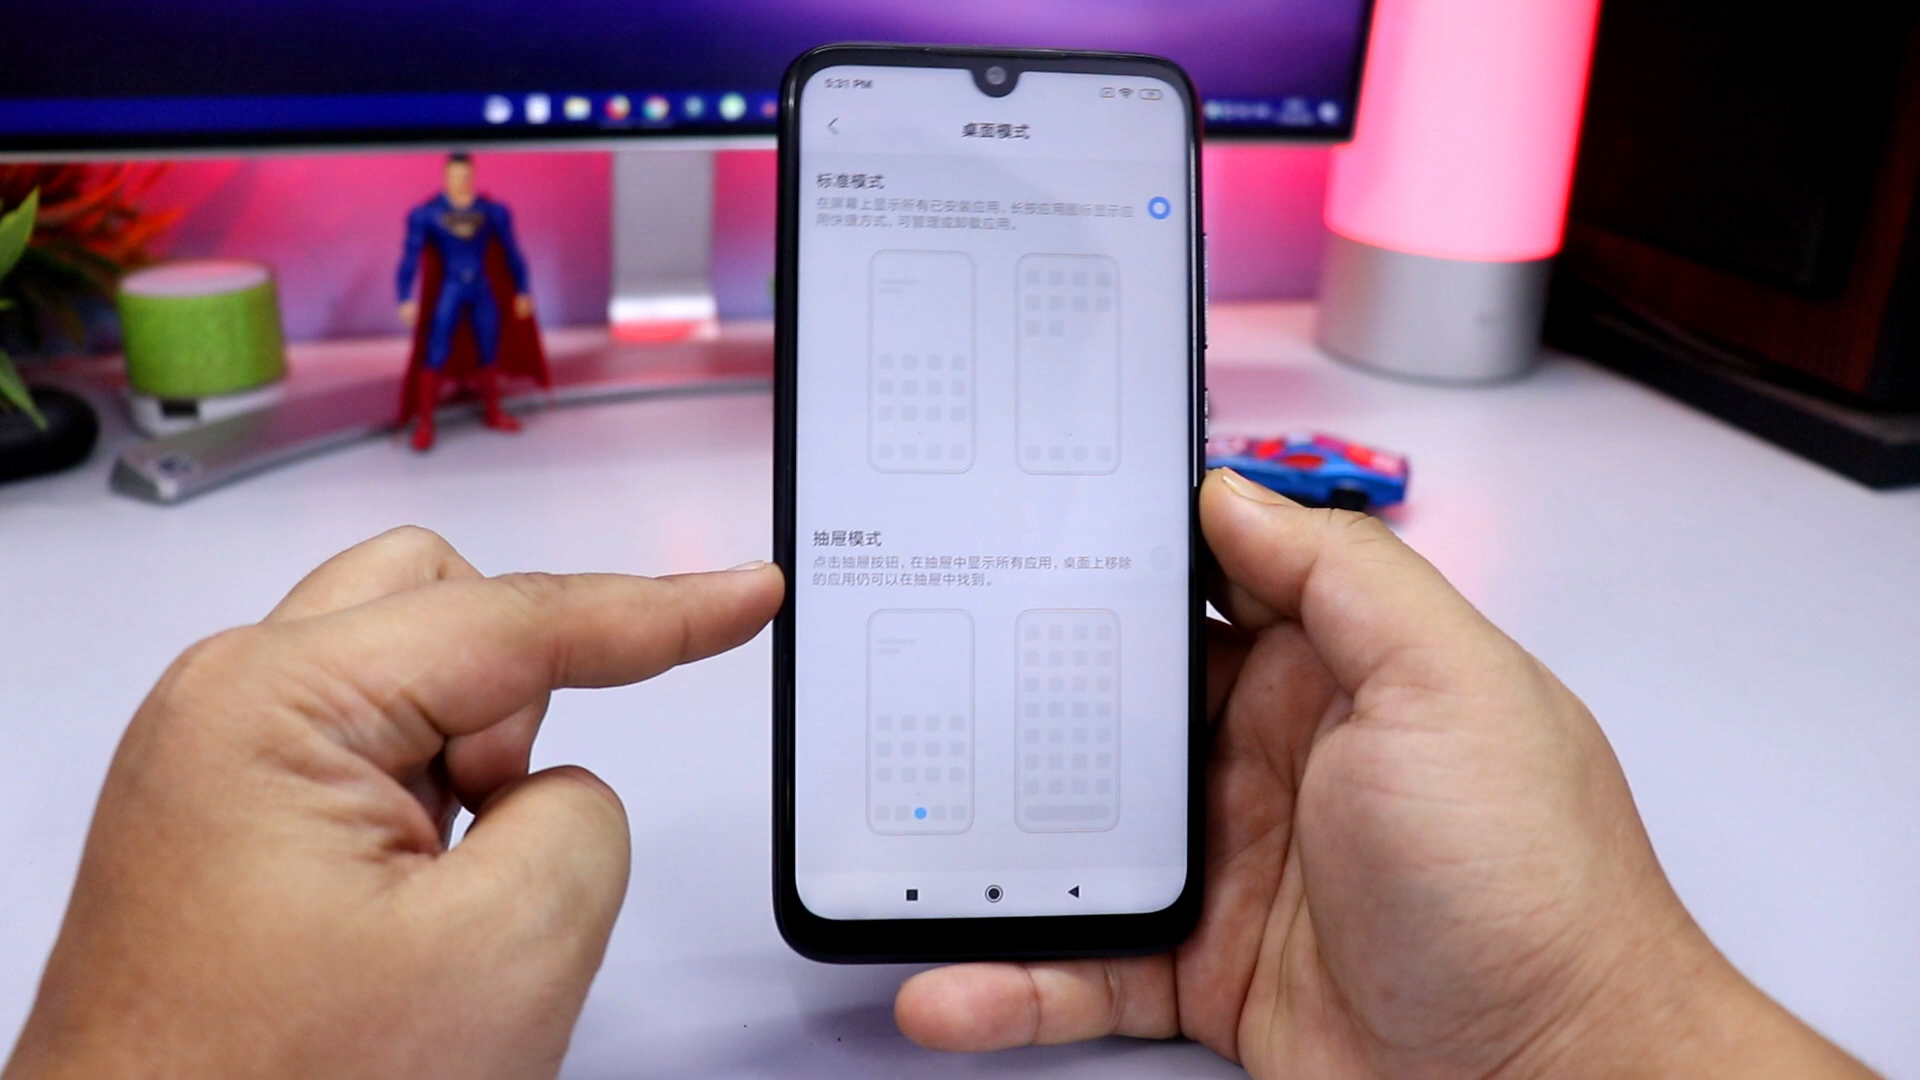 5:31 PM
桌面模式
标准模式
在屏幕上显示所有已安装应用，长按应用图标显示应
用快捷方式，可管理或卸载应用。
抽屉模式
点击抽屉按钮，在抽屉中显示所有应用，桌面上移除
的应用仍可以在抽屉中找到。